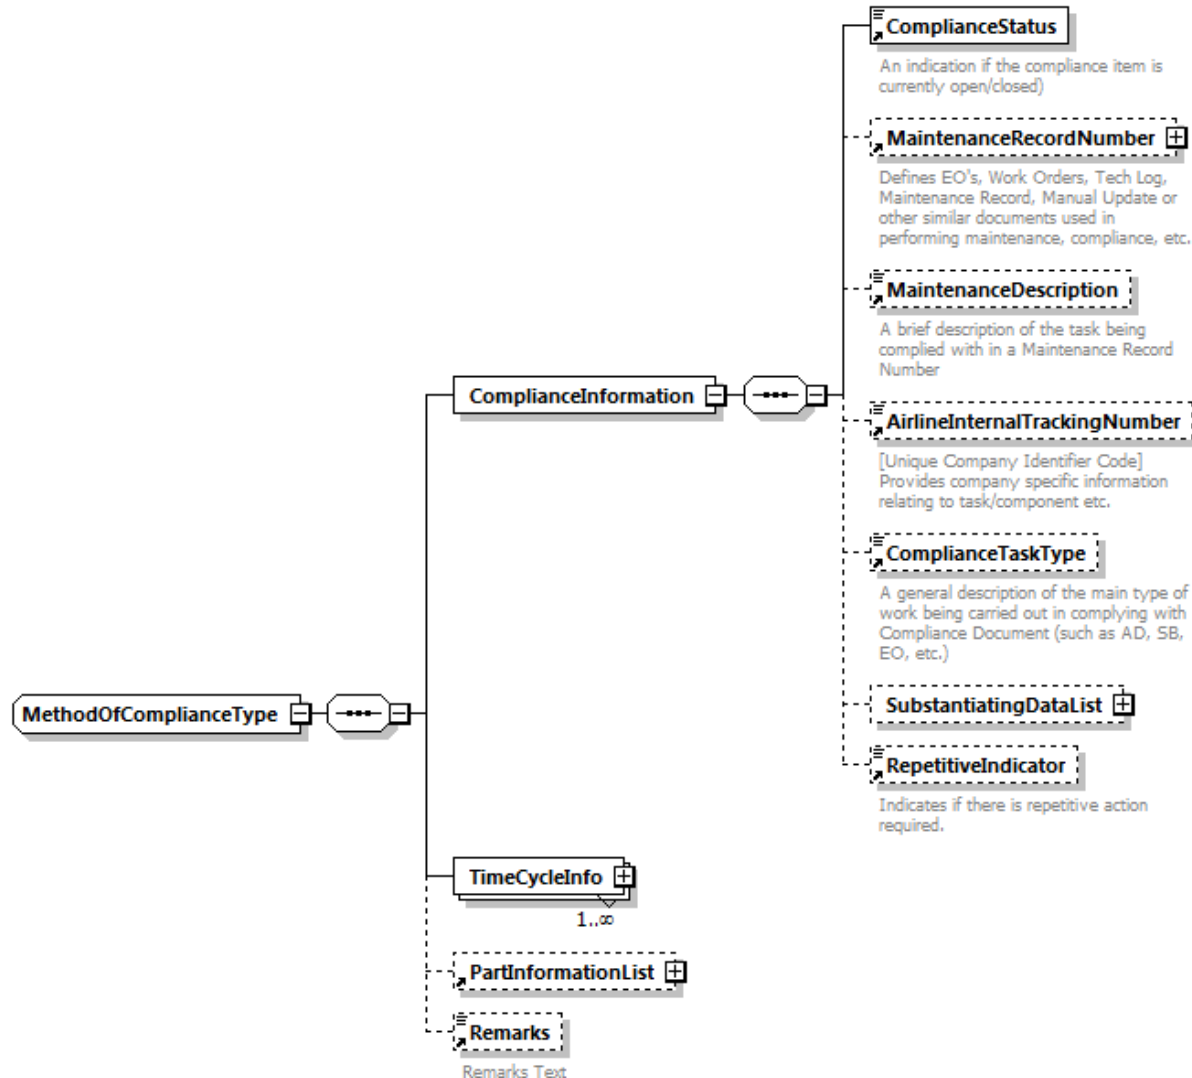 ComplianceStatus
An indication if the compliance item is
currently open/closed)
MaintenanceRecordNumber
Defines EO's, Work Orders, Tech Log,
Maintenance Record, Manual Update or
other similar documents used in
performing maintenance, compliance, etc.
MaintenanceDescription
A brief description of the task being
complied with in a Maintenance Record
Number
ComplianceInformation
AirlineInternalTrackingNumber
[Unique Company Identifier Code]
Provides company specific information
relating to task/component etc.
ComplianceTaskType
A general description of the main type of
work being carried out in complying with
Compliance Document (such as AD, SB,
EO, etc.)
SubstantiatingDataList
MethodOfComplianceType
RepetitiveIndicator
Indicates if there is repetitive action
required.
TimeCycleInfo
1..∞
PartInformationList
Remarks
Remarks Text